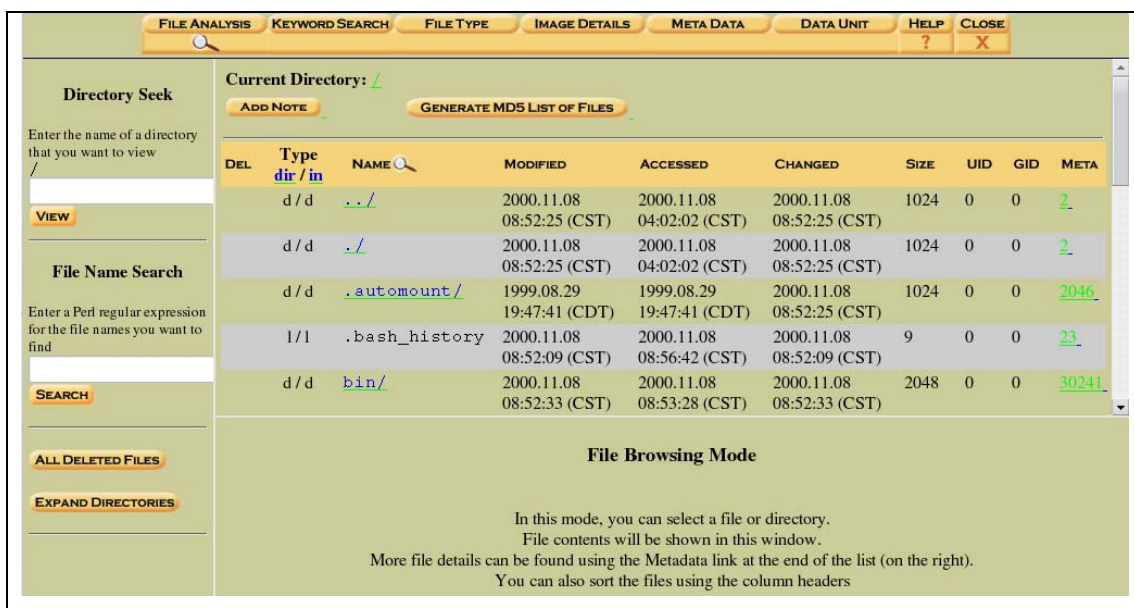 FILE ANALYSIS KEYWORD SEARCH FILE TYPE IMAGE DETAILS META DATA DATA UNIT HELP CLOSE
? X
Directory Seek
Enter the name of a directory
that you want to view
/
VIEW
File Name Search
Enter a Perl regular expression
for the file names you want to
find
SEARCH
ALL DELETED FILES
EXPAND DIRECTORIES
Current Directory: /
ADD NOTE GENERATE MD5 LIST OF FILES
DEL Type NAME MODIFIED ACCESSED CHANGED SIZE UID GID META
dir / in
d / d ../ 2000.11.08 2000.11.08 2000.11.08 1024 0 0 2
08:52:25 (CST) 04:02:02 (CST) 08:52:25 (CST)
d / d ./ 2000.11.08 2000.11.08 2000.11.08 1024 0 0 2
08:52:25 (CST) 04:02:02 (CST) 08:52:25 (CST)
d / d .automount/ 1999.08.29 1999.08.29 2000.11.08 1024 0 0 2046
19:47:41 (CDT) 19:47:41 (CDT) 08:52:25 (CST)
l / l .bash_history 2000.11.08 2000.11.08 2000.11.08 9 0 0 23
08:52:09 (CST) 08:56:42 (CST) 08:52:09 (CST)
d / d bin/ 2000.11.08 2000.11.08 2000.11.08 2048 0 0 30241
08:52:33 (CST) 08:53:28 (CST) 08:52:33 (CST)
File Browsing Mode
In this mode, you can select a file or directory.
File contents will be shown in this window.
More file details can be found using the Metadata link at the end of the list (on the right).
You can also sort the files using the column headers